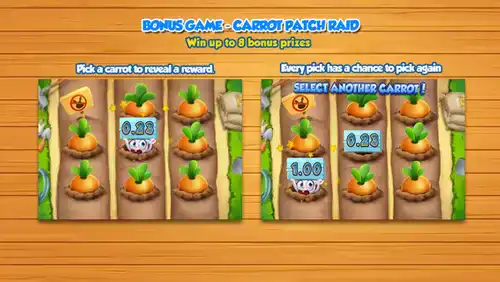 BONUS GAME - CARROT PATCH RAID
Win up to 8 bonus prizes
Pick a carrot to reveal a reward.
Every pick has a chance to pick again
0.23
SELECT ANOTHER CARROT!
0.23
1.00